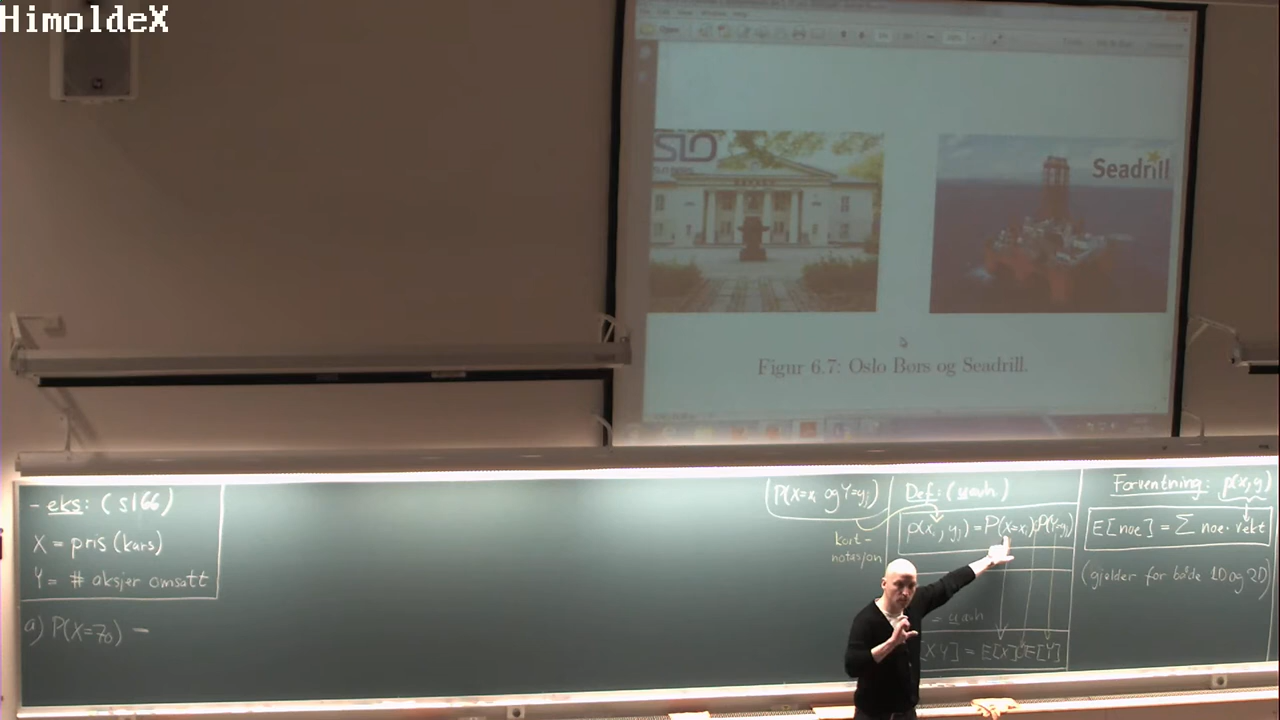 HimoldeX
SLO
Seadrill
Figur 6.7: Oslo Børs og Seadrill.
- eks: (s166)
X = pris (kurs)
Y = # aksjer omsatt
a) P(X=70) -
P(X=xi og Y=yj)
kort-
notasjon
Def: (uavh)
p(xi, yj) = P(X=xi)·P(Y=yj)
= uavh
[XY] = E[X]·E[Y]
Forventning: p(x,y)
E[noe] = Σ noe·vekt
(gjelder for både 1D og 2D)